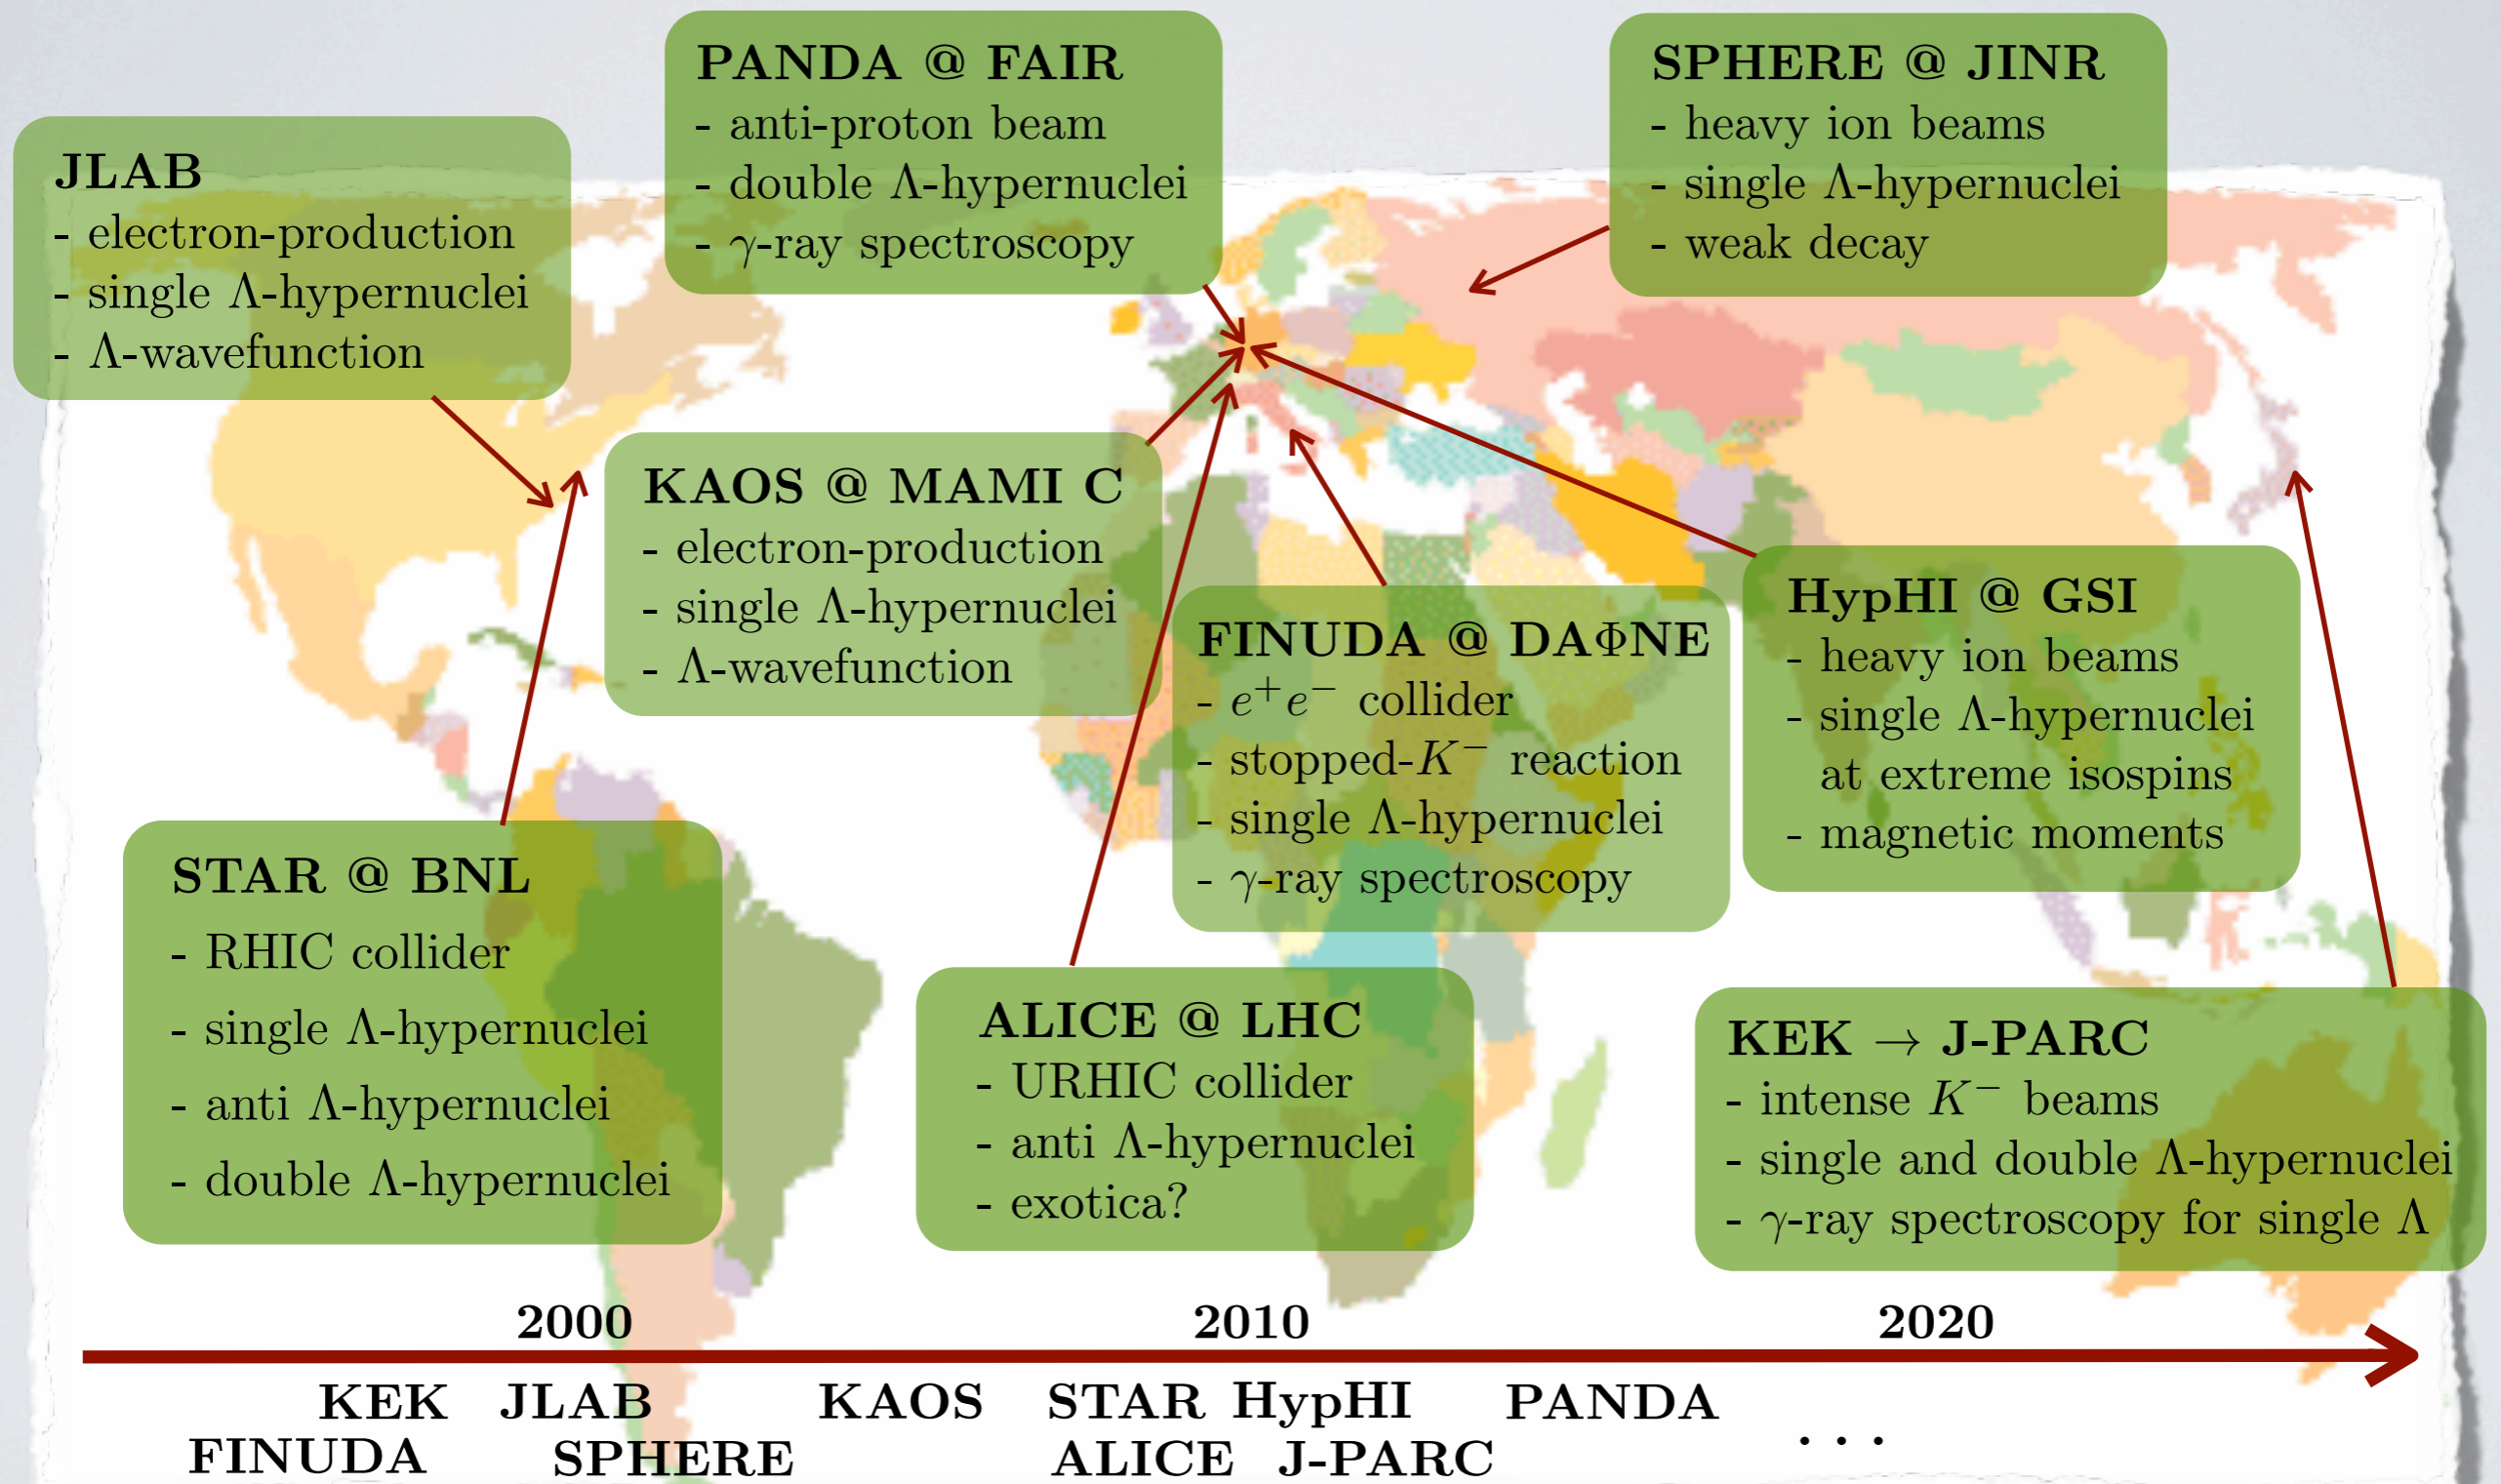 PANDA @ FAIR
- anti-proton beam
- double Λ-hypernuclei
- γ-ray spectroscopy
SPHERE @ JINR
- heavy ion beams
- single Λ-hypernuclei
- weak decay
JLAB
- electron-production
- single Λ-hypernuclei
- Λ-wavefunction
KAOS @ MAMI C
- electron-production
- single Λ-hypernuclei
- Λ-wavefunction
FINUDA @ DAΦNE
- e⁺e⁻ collider
- stopped-K⁻ reaction
- single Λ-hypernuclei
- γ-ray spectroscopy
HypHI @ GSI
- heavy ion beams
- single Λ-hypernuclei
at extreme isospins
- magnetic moments
STAR @ BNL
- RHIC collider
- single Λ-hypernuclei
- anti Λ-hypernuclei
- double Λ-hypernuclei
ALICE @ LHC
- URHIC collider
- anti Λ-hypernuclei
- exotica?
KEK → J-PARC
- intense K⁻ beams
- single and double Λ-hypernuclei
- γ-ray spectroscopy for single Λ
2000 2010 2020
KEK JLAB KAOS STAR HypHI PANDA
FINUDA SPHERE ALICE J-PARC . . .